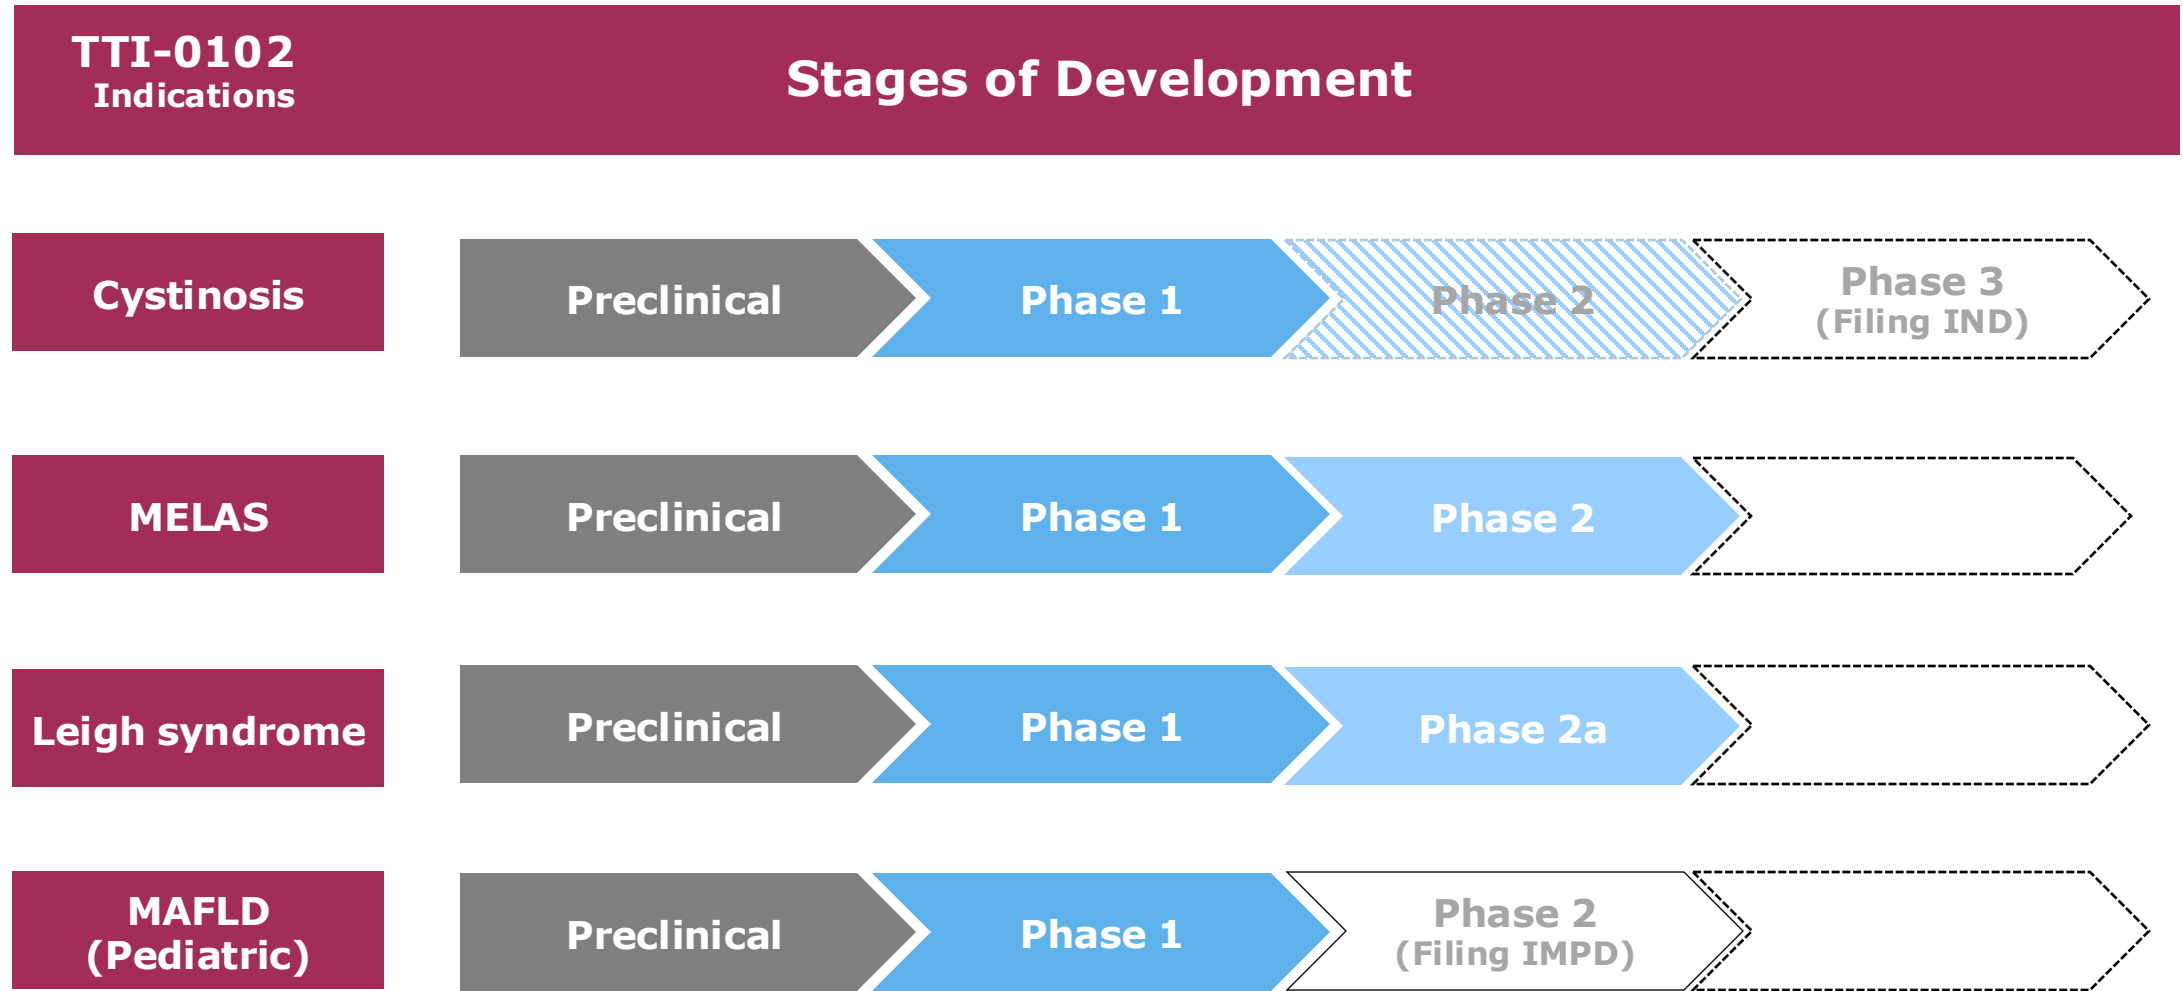 TTI-0102
Indications
Stages of Development
Cystinosis
Preclinical
Phase 1
Phase 2
Phase 3
(Filing IND)
MELAS
Preclinical
Phase 1
Phase 2
Leigh syndrome
Preclinical
Phase 1
Phase 2a
MAFLD
(Pediatric)
Preclinical
Phase 1
Phase 2
(Filing IMPD)